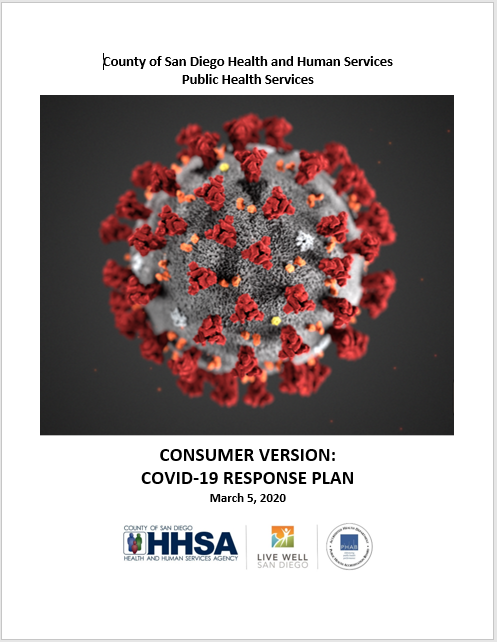 County of San Diego Health and Human Services
Public Health Services
CONSUMER VERSION:
COVID-19 RESPONSE PLAN
March 5, 2020
COUNTY OF SAN DIEGO
HHSA
HEALTH AND HUMAN SERVICES AGENCY
LIVE WELL
SAN DIEGO
PHAB